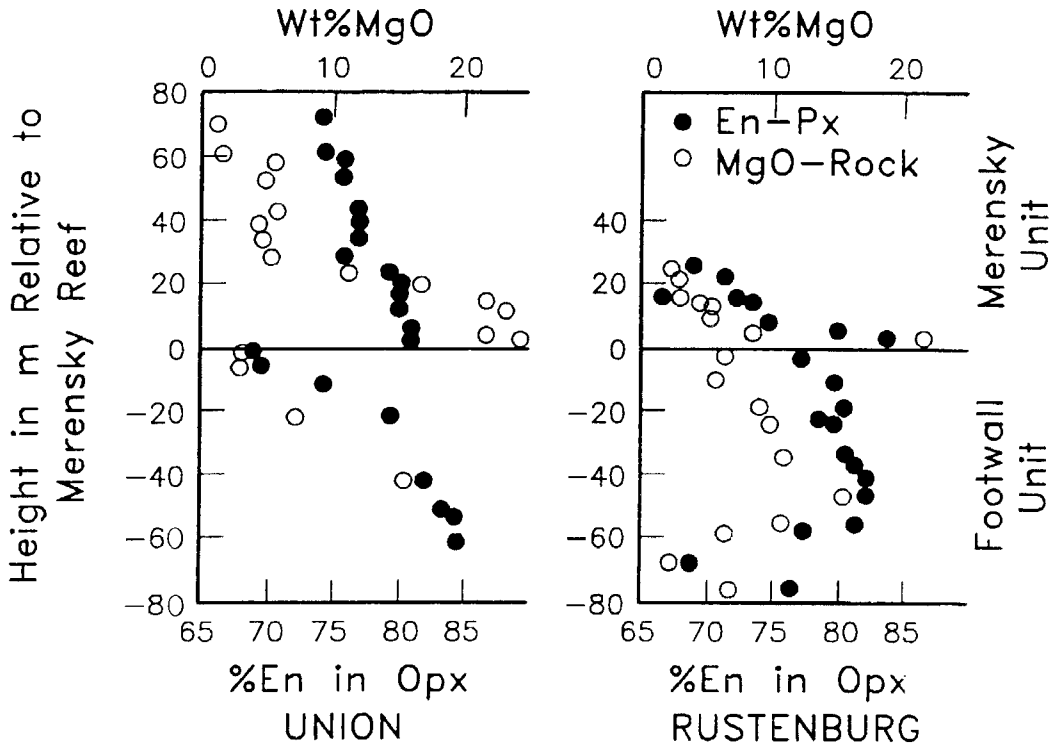 Wt%MgO
0 10 20
80
60
40
20
0
−20
−40
−60
−80
65 70 75 80 85
%En in Opx
UNION
Height in m Relative to
Merensky Reef
Wt%MgO
0 10 20
En−Px
MgO−Rock
40
20
0
−20
−40
−60
−80
65 70 75 80 85
%En in Opx
RUSTENBURG
Merensky
Unit
Footwall
Unit